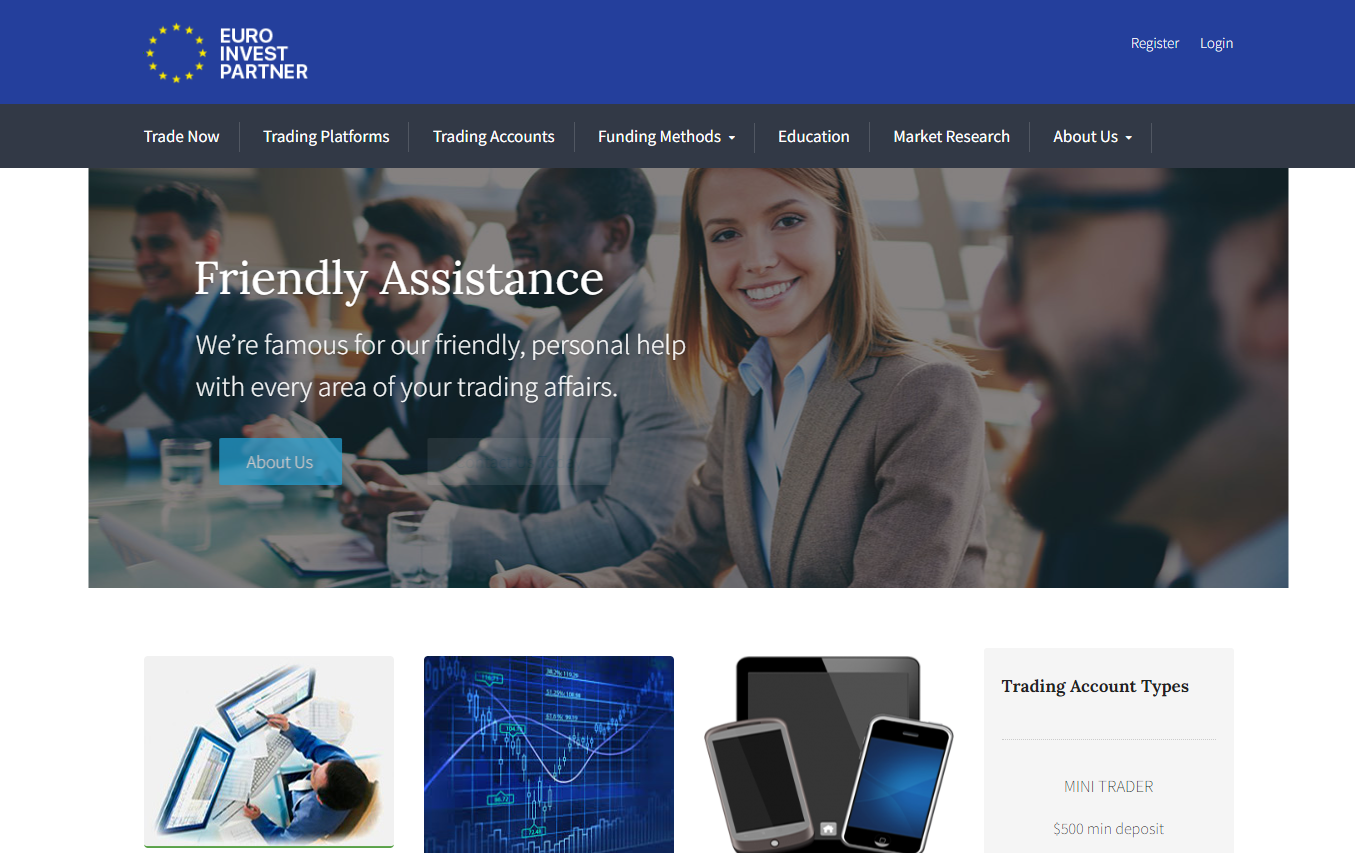 EURO
INVEST
PARTNER
Register Login
Trade Now Trading Platforms Trading Accounts Funding Methods Education Market Research About Us
Friendly Assistance
We’re famous for our friendly, personal help
with every area of your trading affairs.
About Us
Trading Account Types
MINI TRADER
$500 min deposit